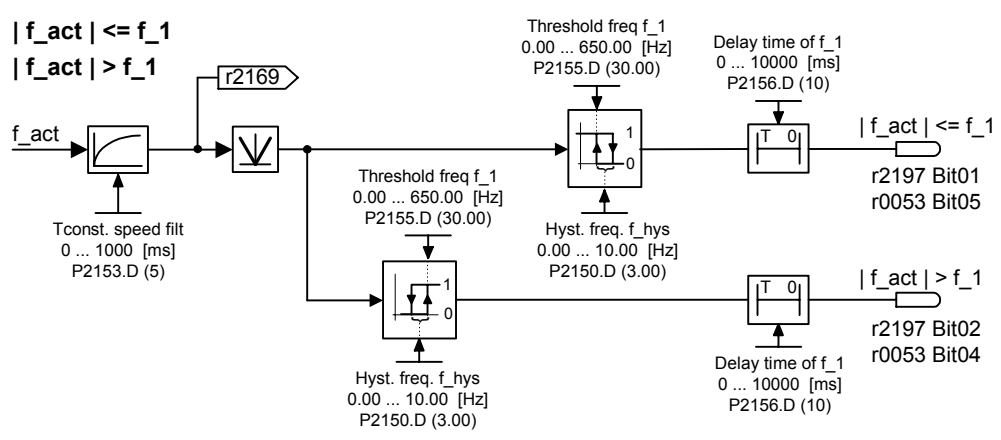 | f_act | <= f_1
| f_act | > f_1
r2169
f_act
Tconst. speed filt
0 ... 1000 [ms]
P2153.D (5)
Threshold freq f_1
0.00 ... 650.00 [Hz]
P2155.D (30.00)
1
0
Hyst. freq. f_hys
0.00 ... 10.00 [Hz]
P2150.D (3.00)
Delay time of f_1
0 ... 10000 [ms]
P2156.D (10)
T 0
| f_act | <= f_1
r2197 Bit01
r0053 Bit05
Threshold freq f_1
0.00 ... 650.00 [Hz]
P2155.D (30.00)
1
0
Hyst. freq. f_hys
0.00 ... 10.00 [Hz]
P2150.D (3.00)
T 0
Delay time of f_1
0 ... 10000 [ms]
P2156.D (10)
| f_act | > f_1
r2197 Bit02
r0053 Bit04